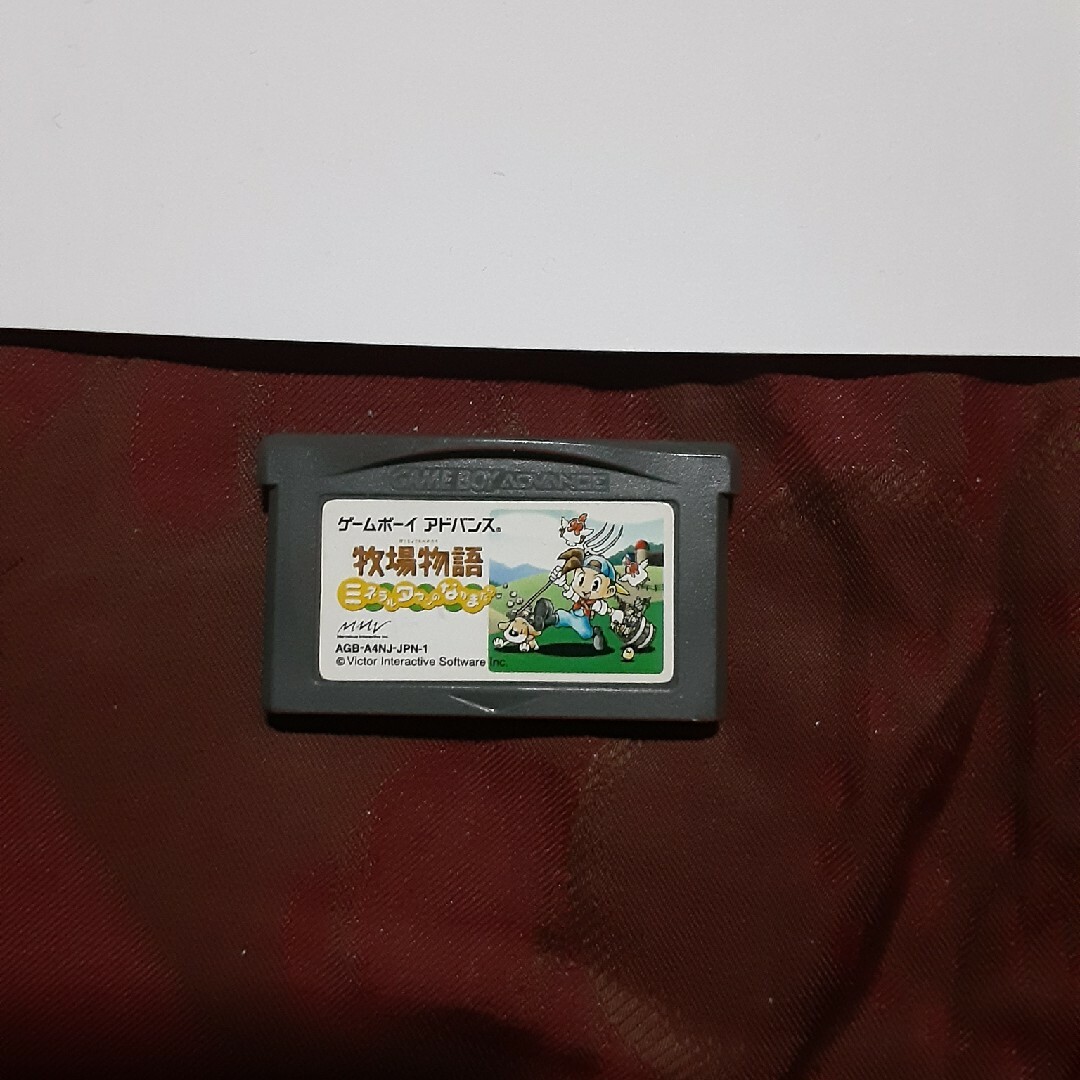 GAME BOY ADVANCE
ゲームボーイ アドバンス®
牧場物語
ミネラルタウンのなかまたち
AGB-A4NJ-JPN-1
©Victor Interactive Software Inc.